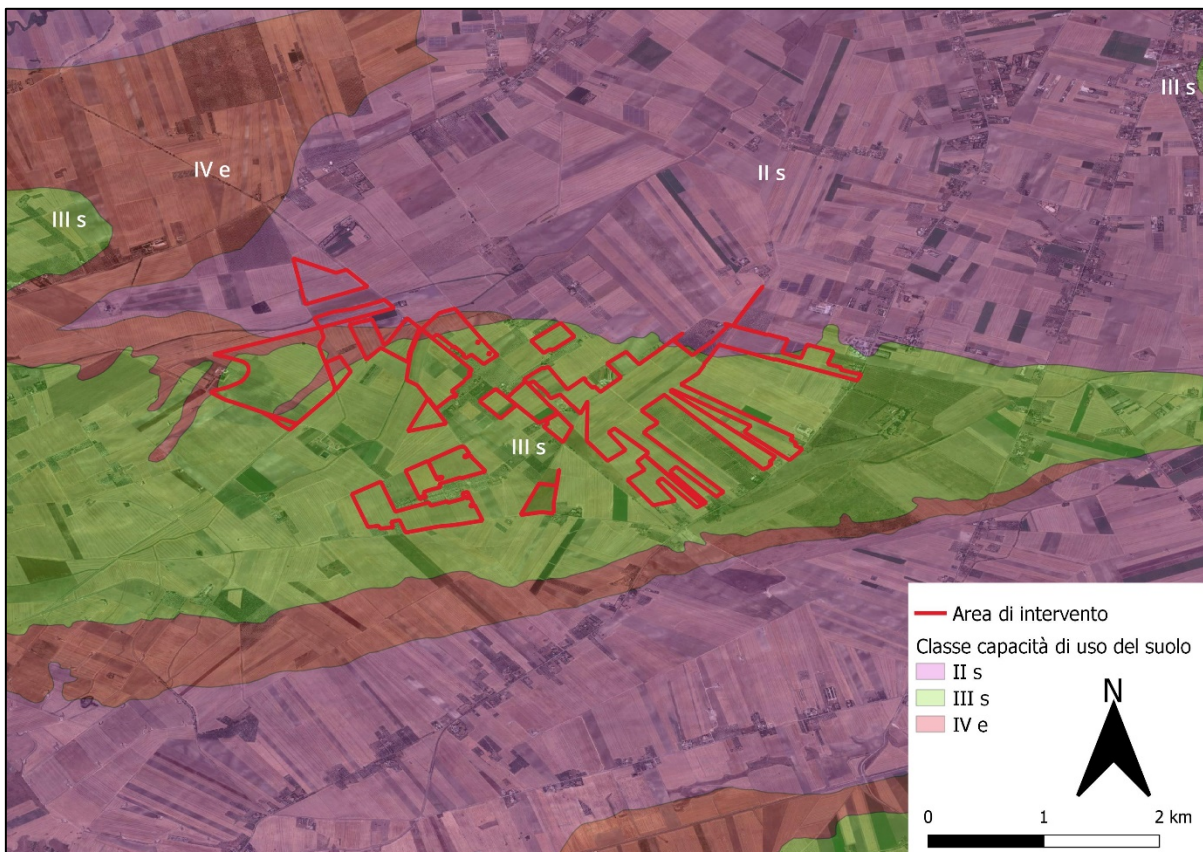 III s
IV e
II s
III s
III s
Area di intervento
Classe capacità di uso del suolo
II s
III s
IV e
N
0 1 2 km